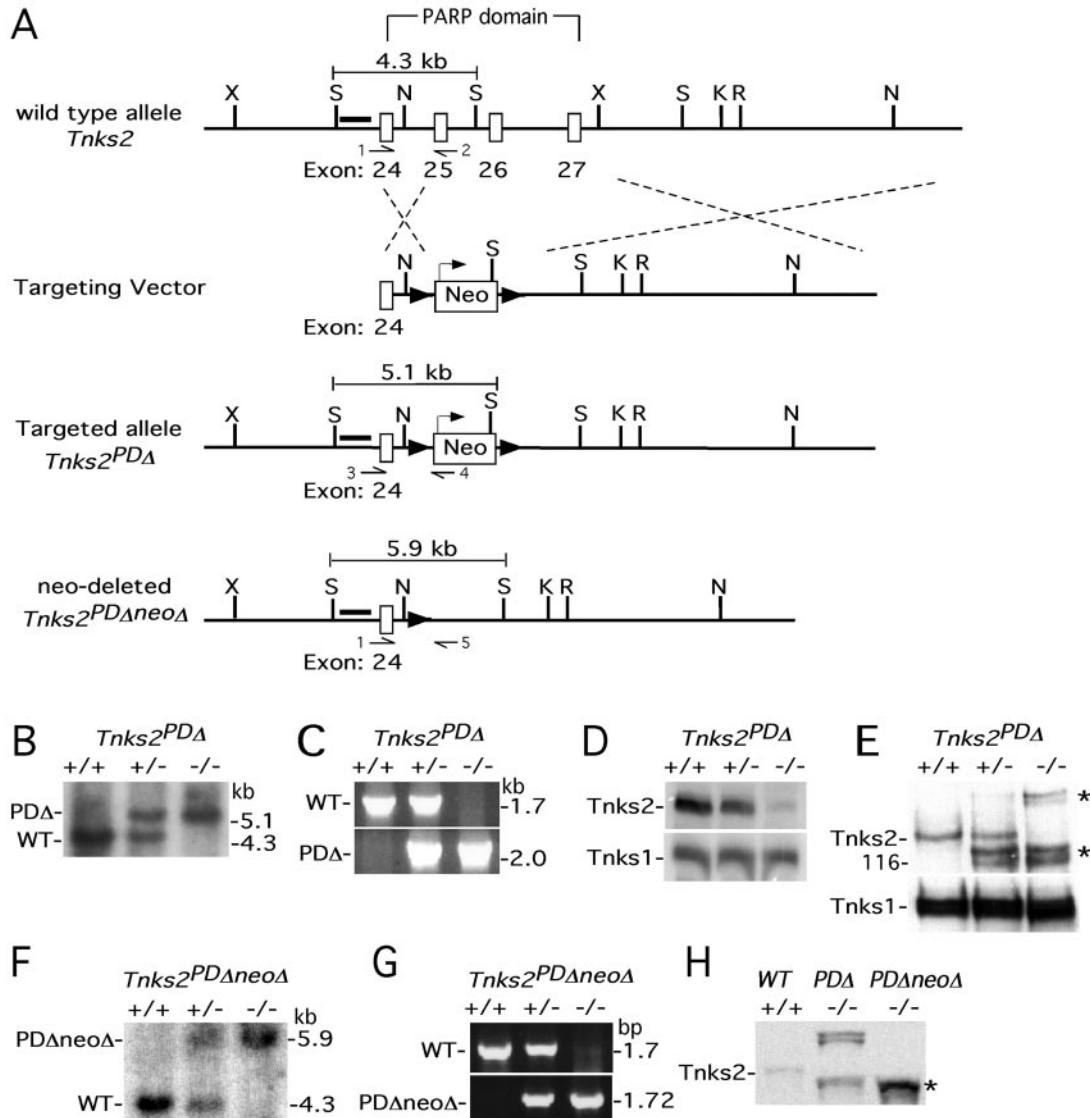 A
PARP domain
4.3 kb
X S N S X S K R N
wild type allele
Tnks2
1 2
Exon: 24 25 26 27
N S S K R N
Targeting Vector
Neo
Exon: 24
5.1 kb
X S N S S K R N
Targeted allele
Tnks2PDΔ
Neo
3 4
Exon: 24
5.9 kb
X S N S K R N
neo-deleted
Tnks2PDΔneoΔ
1 5
Exon: 24
B
Tnks2PDΔ
+/+ +/- -/-
kb
PDΔ- -5.1
WT- -4.3
C
Tnks2PDΔ
+/+ +/- -/-
kb
WT- -1.7
PDΔ- -2.0
D
Tnks2PDΔ
+/+ +/- -/-
Tnks2-
Tnks1-
E
Tnks2PDΔ
+/+ +/- -/-
*
Tnks2-
116- *
Tnks1-
F
Tnks2PDΔneoΔ
+/+ +/- -/-
kb
PDΔneoΔ- -5.9
WT- -4.3
G
Tnks2PDΔneoΔ
+/+ +/- -/-
bp
WT- -1.7
PDΔneoΔ- -1.72
H
WT PDΔ PDΔneoΔ
+/+ -/- -/-
Tnks2-
*